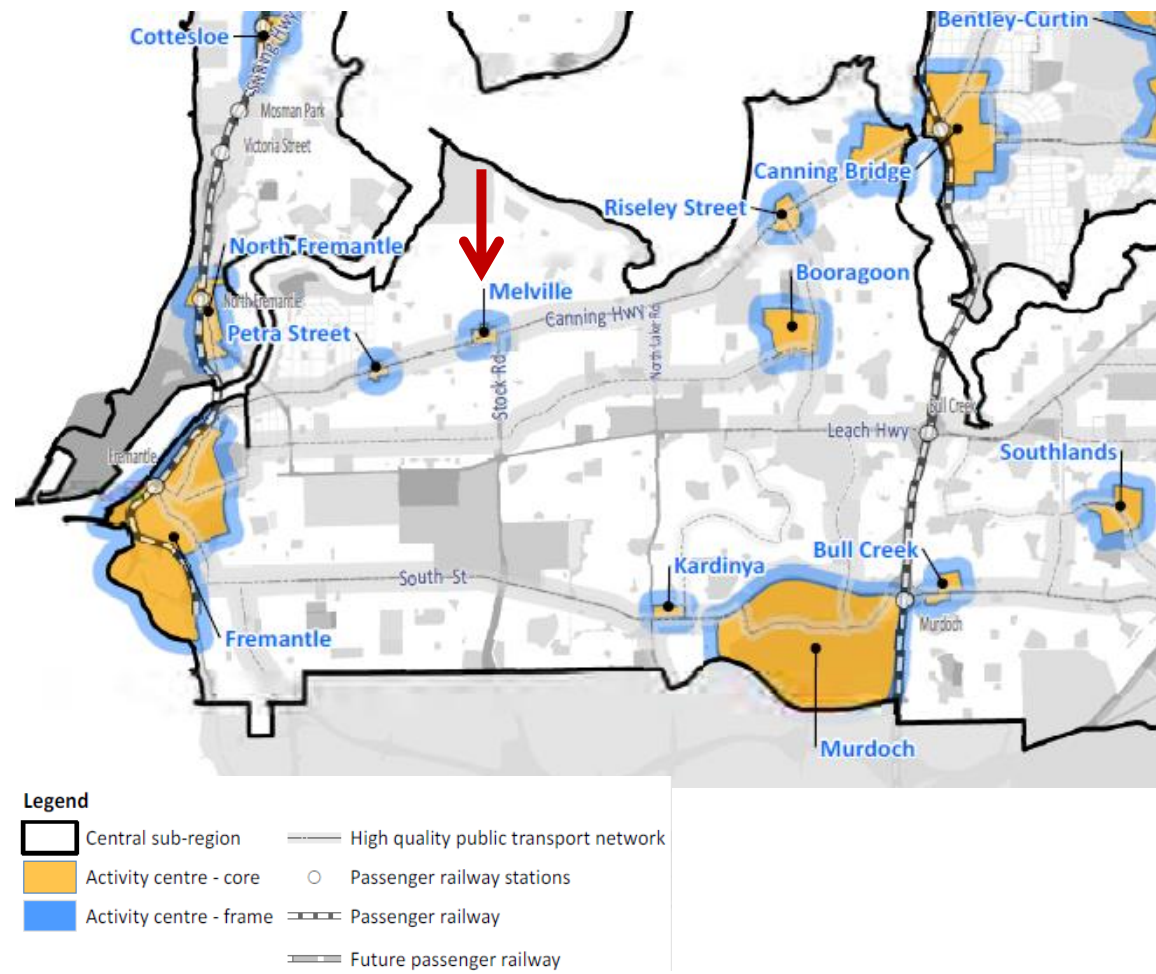 Cottesloe
Stirling Hwy
Bentley-Curtin
Mosman Park
Victoria Street
Canning Bridge
Riseley Street
North Fremantle
North Fremantle
Booragoon
Melville
Canning Hwy
North Lake Rd
Petra Street
Stock Rd
Bull Creek
Leach Hwy
Fremantle
Southlands
Bull Creek
Kardinya
South St
Murdoch
Fremantle
Murdoch
Legend
Central sub-region
High quality public transport network
Activity centre - core
Passenger railway stations
Activity centre - frame
Passenger railway
Future passenger railway